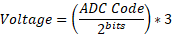 Voltage = (ADC Code / 2^bits) * 3